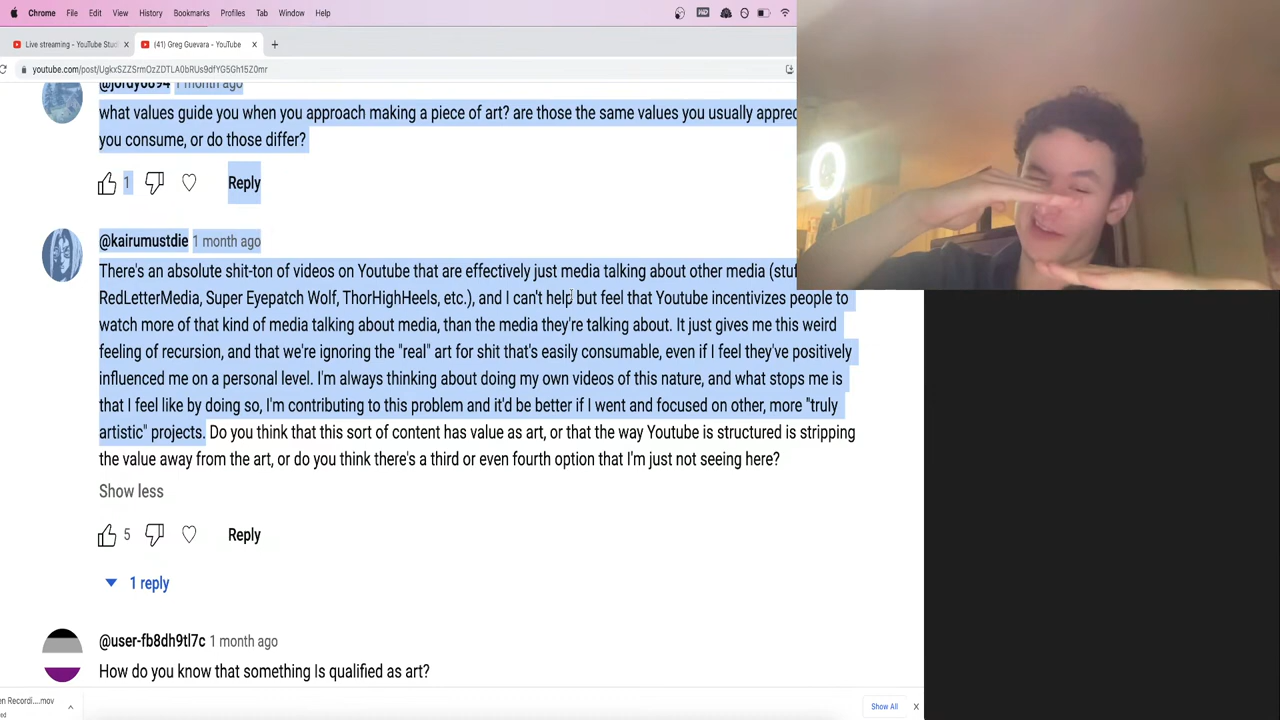 Chrome File Edit View History Bookmarks Profiles Tab Window Help
Live streaming - YouTube Stu
(41) Greg Guevara - YouTube
youtube.com/post/UgkxSZZSrmOzZDTLA0bRUs9dfYG5Gh15Z0mr
@jordy6894 1 month ago
what values guide you when you approach making a piece of art? are those the same values you usually apprec
you consume, or do those differ?
1 Reply
@kairumustdie 1 month ago
There's an absolute shit-ton of videos on Youtube that are effectively just media talking about other media (stuf
RedLetterMedia, Super Eyepatch Wolf, ThorHighHeels, etc.), and I can't help but feel that Youtube incentivizes people to
watch more of that kind of media talking about media, than the media they're talking about. It just gives me this weird
feeling of recursion, and that we're ignoring the "real" art for shit that's easily consumable, even if I feel they've positively
influenced me on a personal level. I'm always thinking about doing my own videos of this nature, and what stops me is
that I feel like by doing so, I'm contributing to this problem and it'd be better if I went and focused on other, more "truly
artistic" projects. Do you think that this sort of content has value as art, or that the way Youtube is structured is stripping
the value away from the art, or do you think there's a third or even fourth option that I'm just not seeing here?
Show less
5 Reply
1 reply
@user-fb8dh9tl7c 1 month ago
How do you know that something Is qualified as art?
en Recordi....mov
Show All